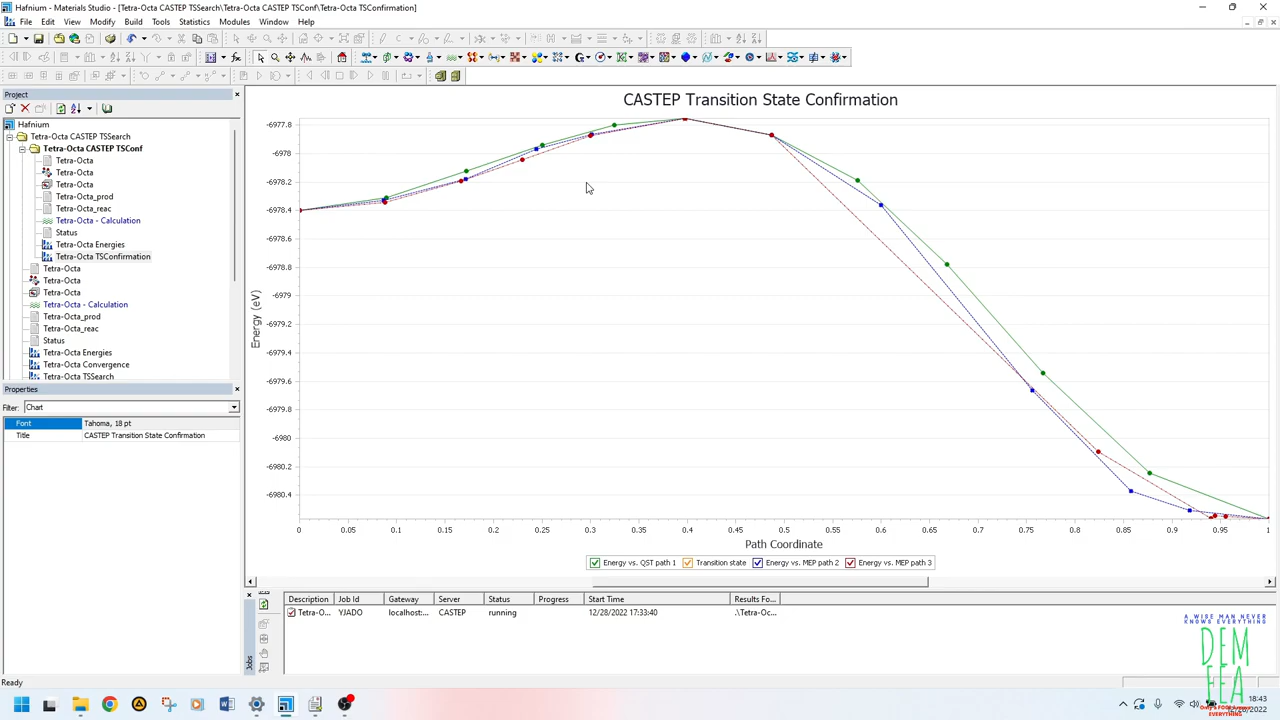 Hafnium - Materials Studio - [Tetra-Octa CASTEP TSSearch\Tetra-Octa CASTEP TSConf\Tetra-Octa TSConfirmation]
File Edit View Modify Build Tools Statistics Modules Window Help
Project
Hafnium
Tetra-Octa CASTEP TSSearch
Tetra-Octa CASTEP TSConf
Tetra-Octa
Tetra-Octa
Tetra-Octa
Tetra-Octa_prod
Tetra-Octa_reac
Tetra-Octa - Calculation
Status
Tetra-Octa Energies
Tetra-Octa TSConfirmation
Tetra-Octa
Tetra-Octa
Tetra-Octa
Tetra-Octa - Calculation
Tetra-Octa_prod
Tetra-Octa_reac
Status
Tetra-Octa Energies
Tetra-Octa Convergence
Tetra-Octa TSSearch
Properties
Filter: Chart
Font Tahoma, 18 pt
Title CASTEP Transition State Confirmation
CASTEP Transition State Confirmation
-6977.8
-6978
-6978.2
-6978.4
-6978.6
-6978.8
-6979
-6979.2
-6979.4
-6979.6
-6979.8
-6980
-6980.2
-6980.4
Energy (eV)
0 0.05 0.1 0.15 0.2 0.25 0.3 0.35 0.4 0.45 0.5 0.55 0.6 0.65 0.7 0.75 0.8 0.85 0.9 0.95 1
Path Coordinate
Energy vs. QST path 1 Transition state Energy vs. MEP path 2 Energy vs. MEP path 3
Jobs
Description Job Id Gateway Server Status Progress Start Time Results Fo...
Tetra-O... YJADO localhost:... CASTEP running 12/28/2022 17:33:40 .\Tetra-Oc...
A WISE MAN NEVER
KNOWS EVERYTHING
DEM
FEA
EVERYTHING
Ready
18:43